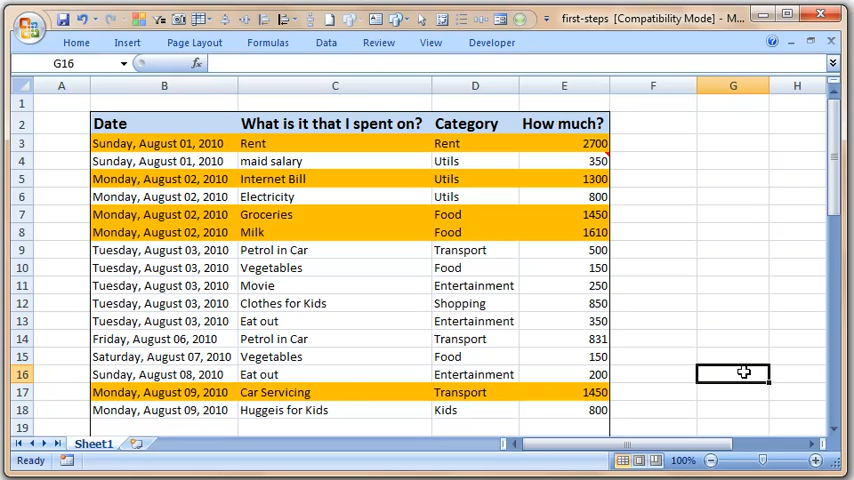 first-steps [Compatibility Mode] - M...
Home Insert Page Layout Formulas Data Review View Developer
G16 fx
A B C D E F G H
1
2 Date What is it that I spent on? Category How much?
3 Sunday, August 01, 2010 Rent Rent 2700
4 Sunday, August 01, 2010 maid salary Utils 350
5 Monday, August 02, 2010 Internet Bill Utils 1300
6 Monday, August 02, 2010 Electricity Utils 800
7 Monday, August 02, 2010 Groceries Food 1450
8 Monday, August 02, 2010 Milk Food 1610
9 Tuesday, August 03, 2010 Petrol in Car Transport 500
10 Tuesday, August 03, 2010 Vegetables Food 150
11 Tuesday, August 03, 2010 Movie Entertainment 250
12 Tuesday, August 03, 2010 Clothes for Kids Shopping 850
13 Tuesday, August 03, 2010 Eat out Entertainment 350
14 Friday, August 06, 2010 Petrol in Car Transport 831
15 Saturday, August 07, 2010 Vegetables Food 150
16 Sunday, August 08, 2010 Eat out Entertainment 200
17 Monday, August 09, 2010 Car Servicing Transport 1450
18 Monday, August 09, 2010 Huggeis for Kids Kids 800
19
Sheet1
Ready 100%